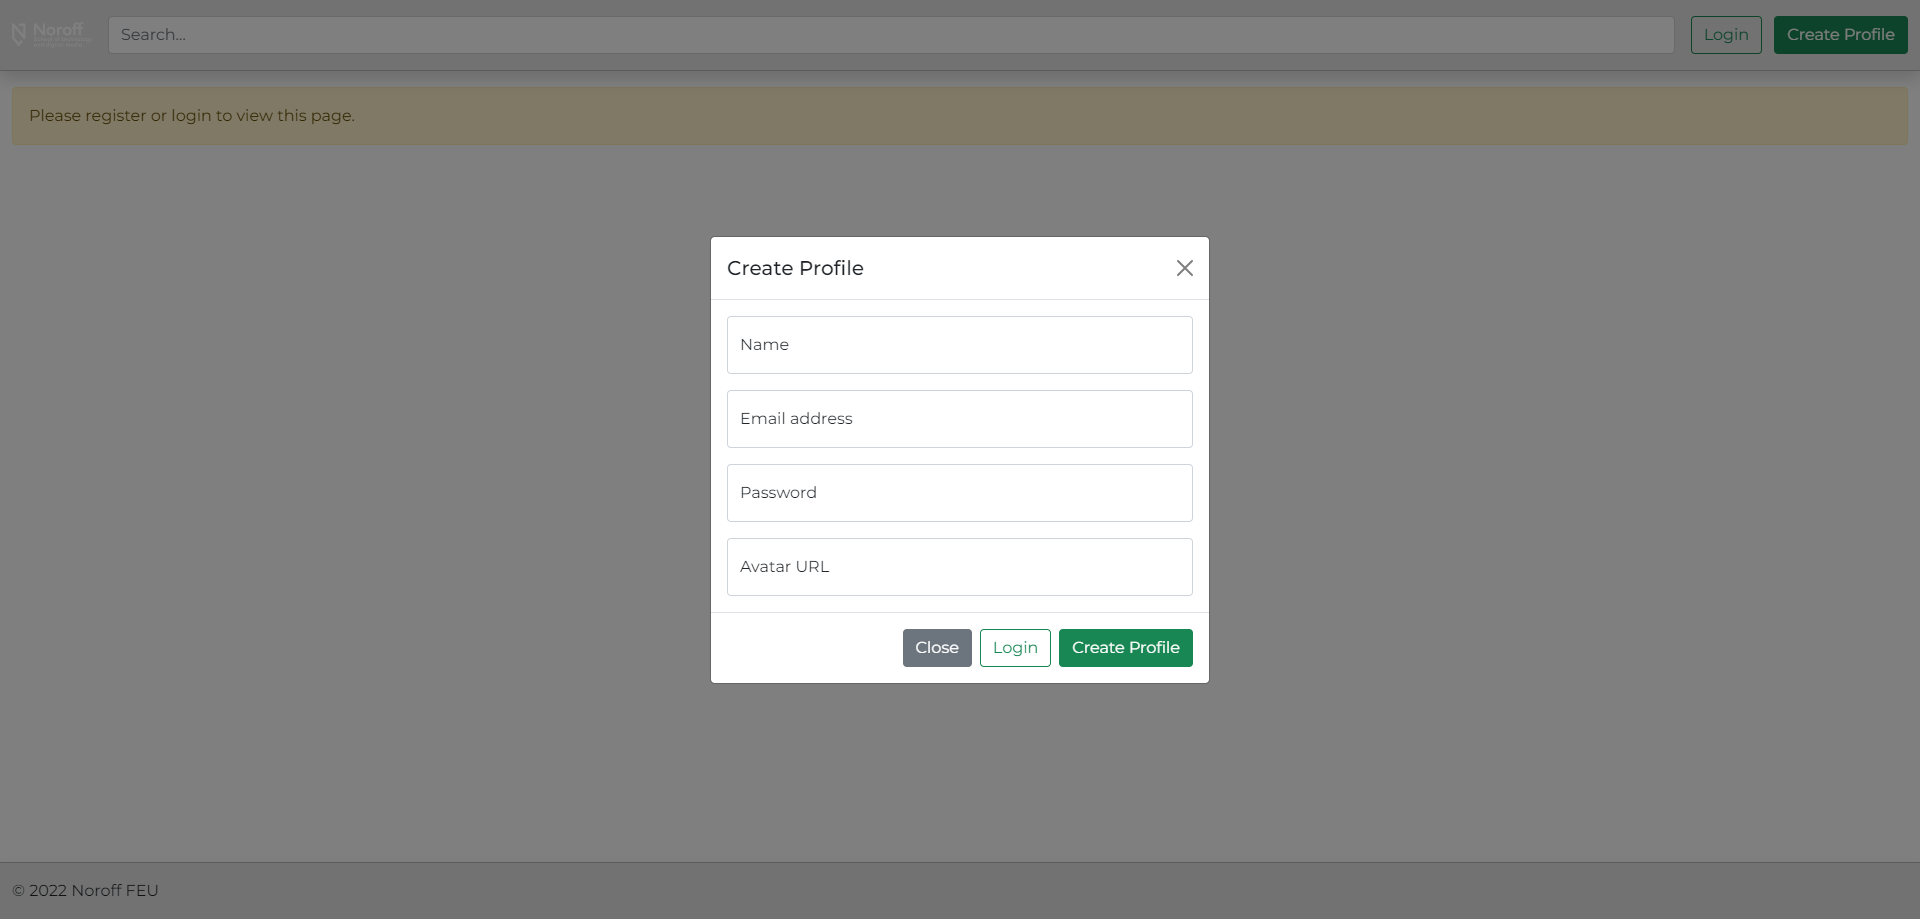 Noroff
Search...
Login
Create Profile
Please register or login to view this page.
Create Profile
Name
Email address
Password
Avatar URL
Close
Login
Create Profile
© 2022 Noroff FEU